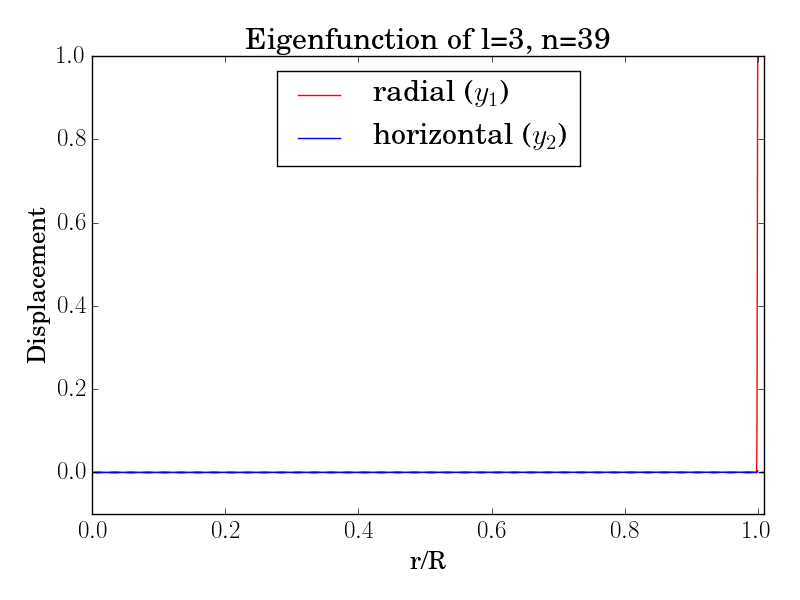 Eigenfunction of l=3, n=39
1.0
0.8
0.6
0.4
0.2
0.0
Displacement
radial (y₁)
horizontal (y₂)
0.0 0.2 0.4 0.6 0.8 1.0
r/R